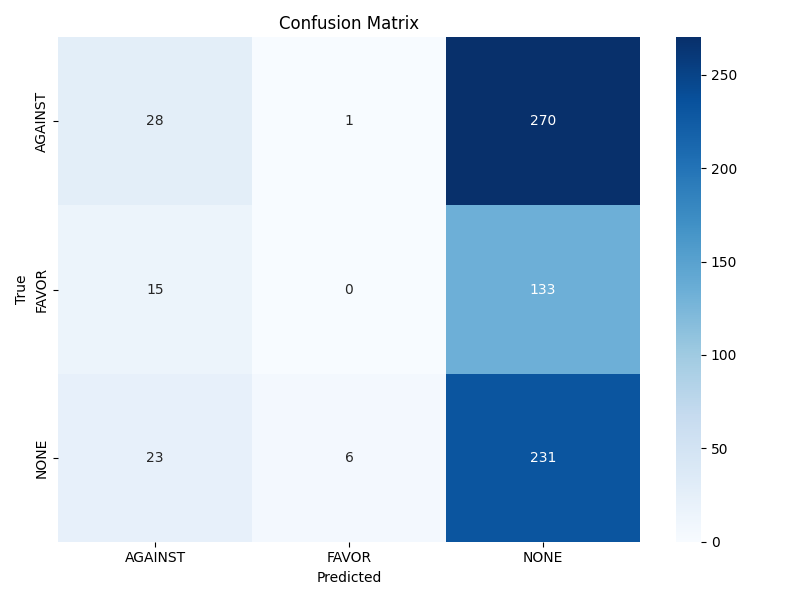 Confusion Matrix
True
AGAINST
28 1 270
FAVOR
15 0 133
NONE
23 6 231
AGAINST FAVOR NONE
Predicted
250
200
150
100
50
0